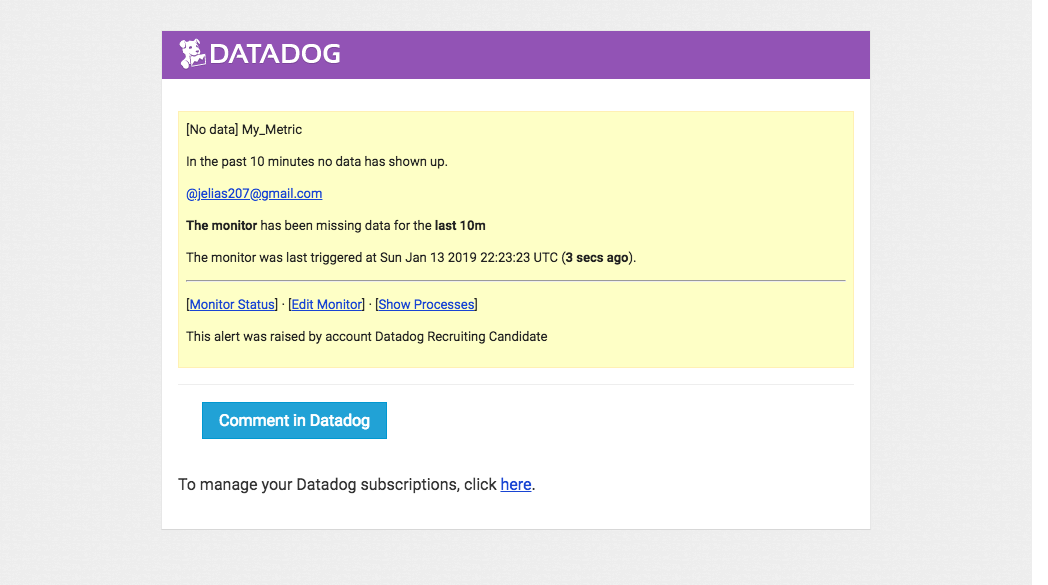 DATADOG
[No data] My_Metric
In the past 10 minutes no data has shown up.
@jelias207@gmail.com
The monitor has been missing data for the last 10m
The monitor was last triggered at Sun Jan 13 2019 22:23:23 UTC (3 secs ago).
[Monitor Status] · [Edit Monitor] · [Show Processes]
This alert was raised by account Datadog Recruiting Candidate
Comment in Datadog
To manage your Datadog subscriptions, click here.